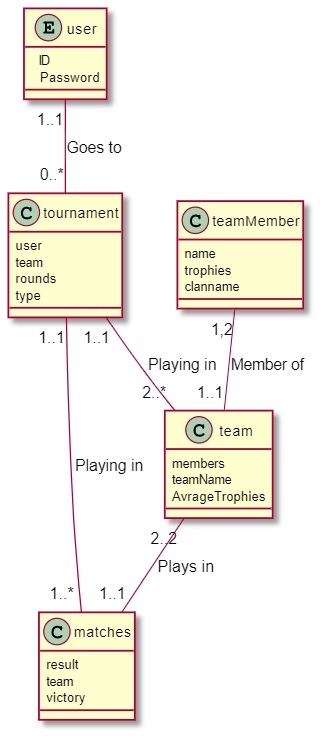 E user
ID
Password
1..1
Goes to
0..*
C tournament
user
team
rounds
type
C teamMember
name
trophies
clanname
1..1
1..1
1,2
Playing in
Member of
2..*
1..1
C team
members
teamName
AvrageTrophies
Playing in
2..2
Plays in
1..*
1..1
C matches
result
team
victory